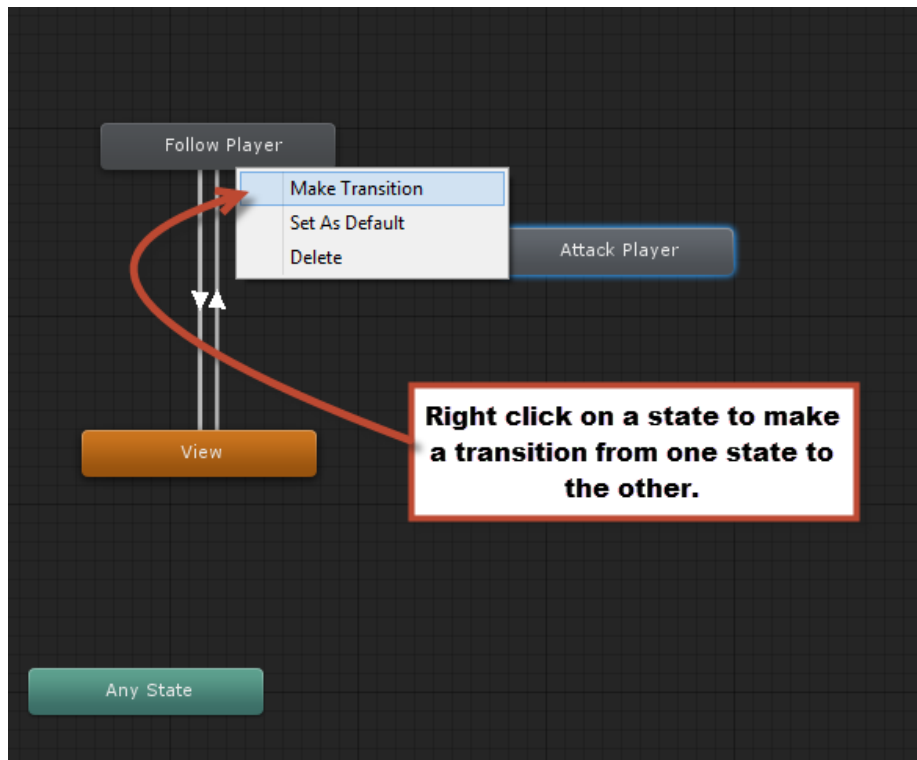 Follow Player
Make Transition
Set As Default
Delete
Attack Player
Right click on a state to make
a transition from one state to
the other.
View
Any State